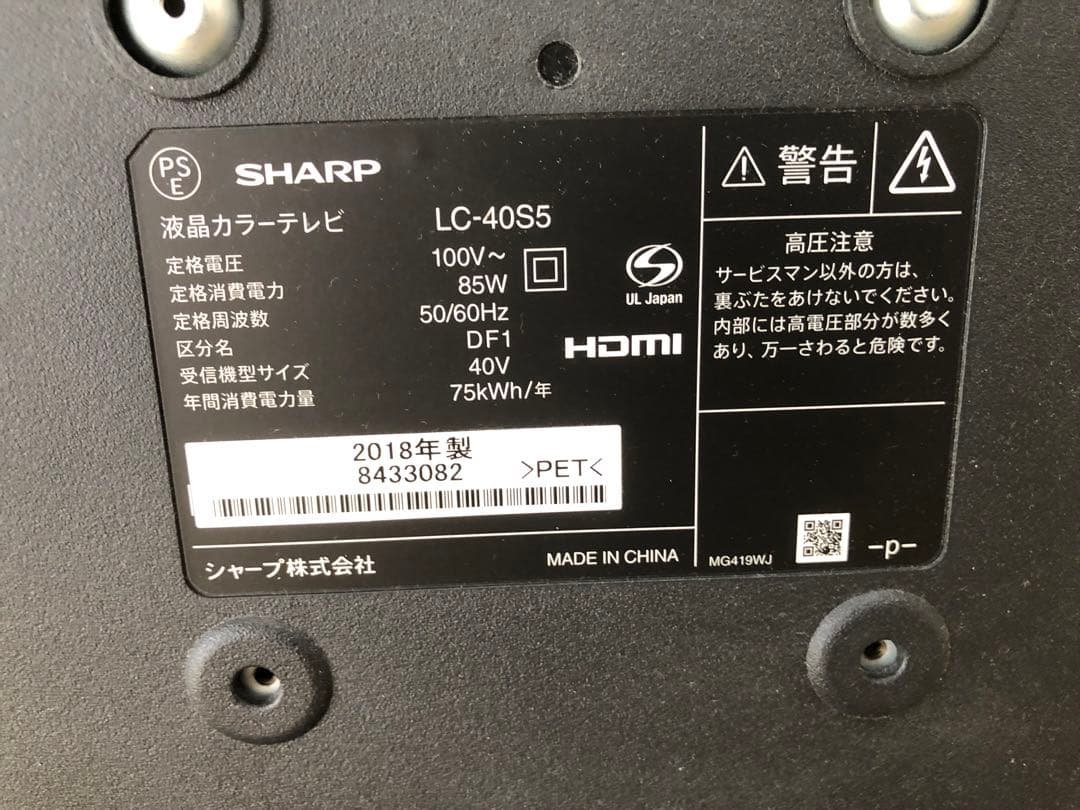 PS
E
SHARP
液晶カラーテレビ LC-40S5
定格電圧 100V～
定格消費電力 85W
定格周波数 50/60Hz
区分名 DF1
受信機型サイズ 40V
年間消費電力量 75kWh/年
UL Japan
HDMI
2018年製
8433082 >PET<
シャープ株式会社 MADE IN CHINA
警告
高圧注意
サービスマン以外の方は、
裏ぶたをあけないでください。
内部には高電圧部分が数多く
あり、万一さわると危険です。
MG419WJ -p-